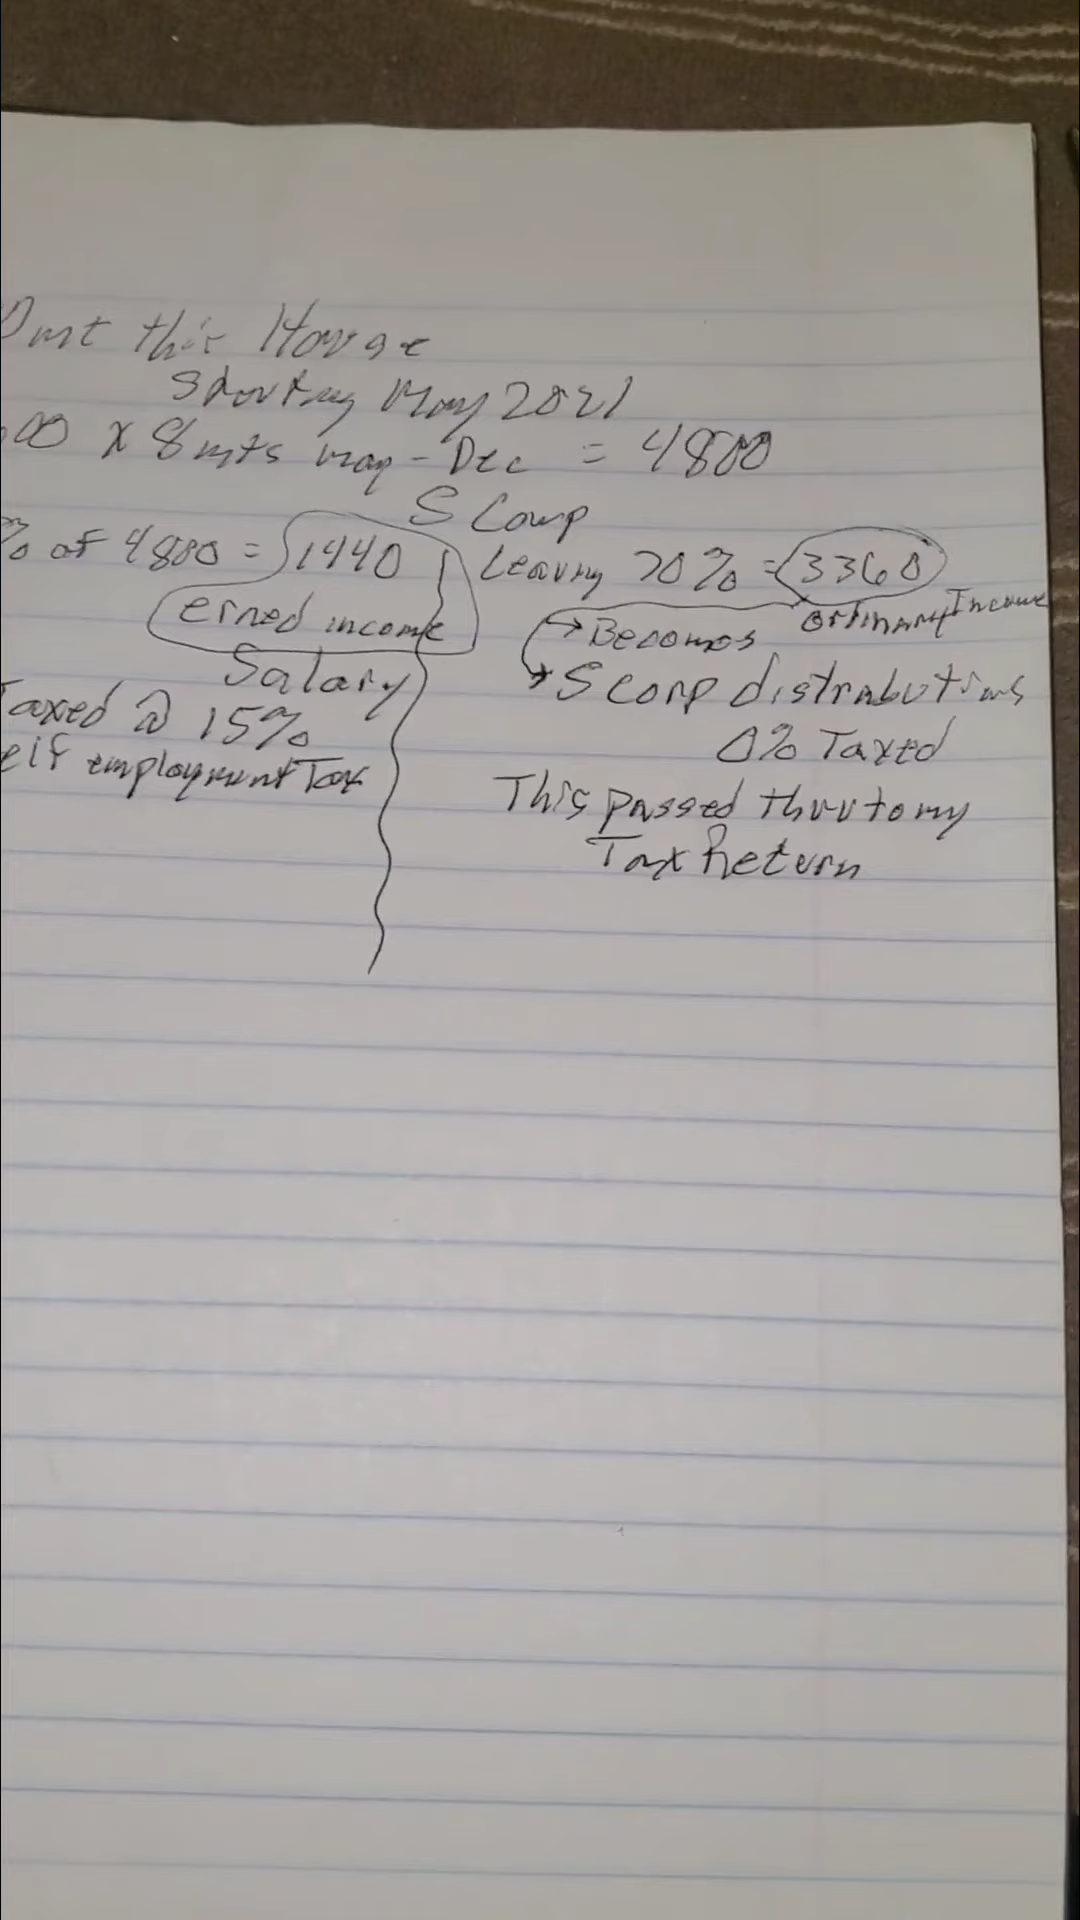 this House
Starting May 2021
00 x 8 mts may - Dec = 4800
S Corp
% of 4800 = 1440 Leaving 70% = 3360
erned income
Ordinary Income
Becomes
Salary
S Corp distributions
Taxed @ 15%
0% Taxed
elf employment Tax
This passed thru to my
Tax Return